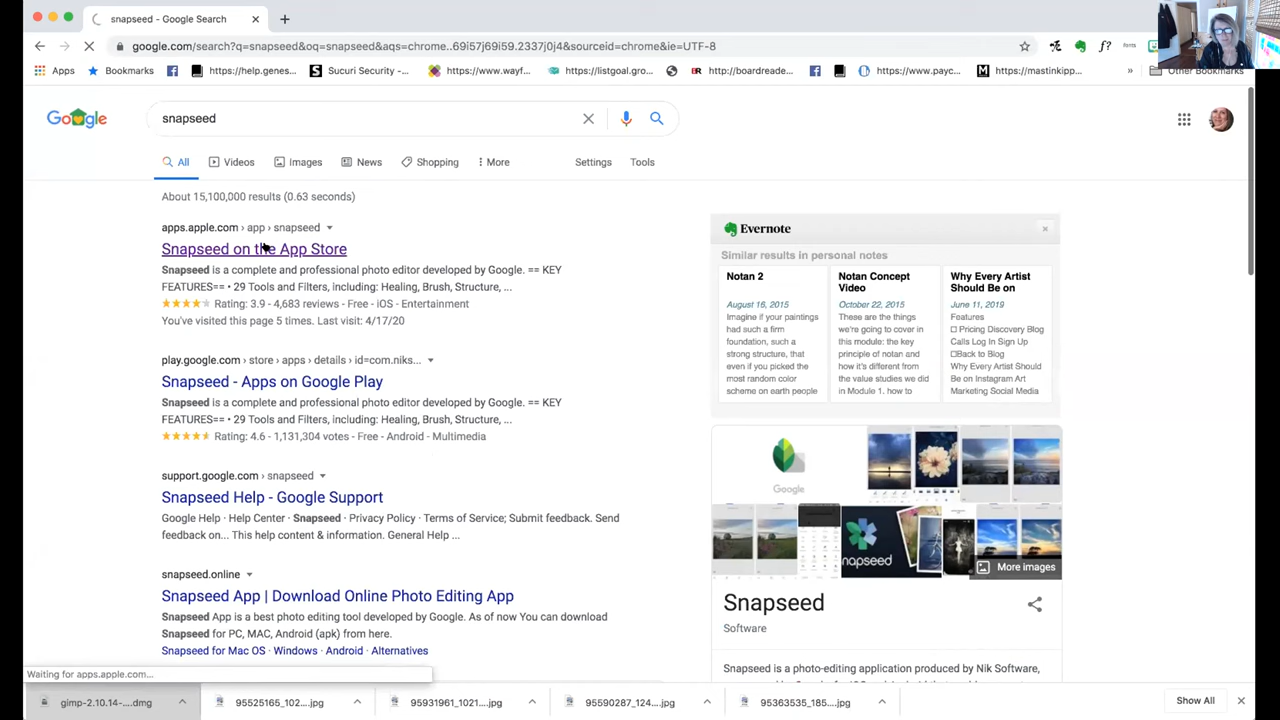 snapseed - Google Search
google.com/search?q=snapseed&oq=snapseed&aqs=chrome..69i57j69i59.2337j0j4&sourceid=chrome&ie=UTF-8
f?
Apps
Bookmarks
https://help.genes...
Sucuri Security -...
https://www.wayf...
https://listgoal.gro...
http://boardreade...
https://www.payc...
https://mastinkipp...
»
Other Bookmarks
Google
snapseed
All
Videos
Images
News
Shopping
More
Settings
Tools
About 15,100,000 results (0.63 seconds)
apps.apple.com › app › snapseed
Snapseed on the App Store
Snapseed is a complete and professional photo editor developed by Google. == KEY
FEATURES== • 29 Tools and Filters, including: Healing, Brush, Structure, ...
Rating: 3.9 - 4,683 reviews - Free - iOS - Entertainment
You've visited this page 5 times. Last visit: 4/17/20
play.google.com › store › apps › details › id=com.niks...
Snapseed - Apps on Google Play
Snapseed is a complete and professional photo editor developed by Google. == KEY
FEATURES== • 29 Tools and Filters, including: Healing, Brush, Structure, ...
Rating: 4.6 - 1,131,304 votes - Free - Android - Multimedia
support.google.com › snapseed
Snapseed Help - Google Support
Google Help · Help Center · Snapseed · Privacy Policy · Terms of Service; Submit feedback. Send
feedback on... This help content & information. General Help ...
snapseed.online
Snapseed App | Download Online Photo Editing App
Snapseed App is a best photo editing tool developed by Google. As of now You can download
Snapseed for PC, MAC, Android (apk) from here.
Snapseed for Mac OS · Windows · Android · Alternatives
Evernote
Similar results in personal notes
Notan 2
August 16, 2015
Imagine if your paintings
had such a firm
foundation, such a
strong structure, that
even if you picked the
most random color
scheme on earth people
Notan Concept
Video
October 22, 2015
These are the things
we're going to cover in
this module: the key
principle of notan and
how it's different from
the value studies we did
in Module 1. how to
Why Every Artist
Should Be on
June 11, 2019
Features
Pricing Discovery Blog
Calls Log In Sign Up
Back to Blog
Why Every Artist Should
Be on Instagram Art
Marketing Social Media
Google
napseed
More images
Snapseed
Software
Snapseed is a photo-editing application produced by Nik Software,
Waiting for apps.apple.com...
gimp-2.10.14-....dmg
95525165_102....jpg
95931961_1021....jpg
95590287_124....jpg
95363535_185....jpg
Show All